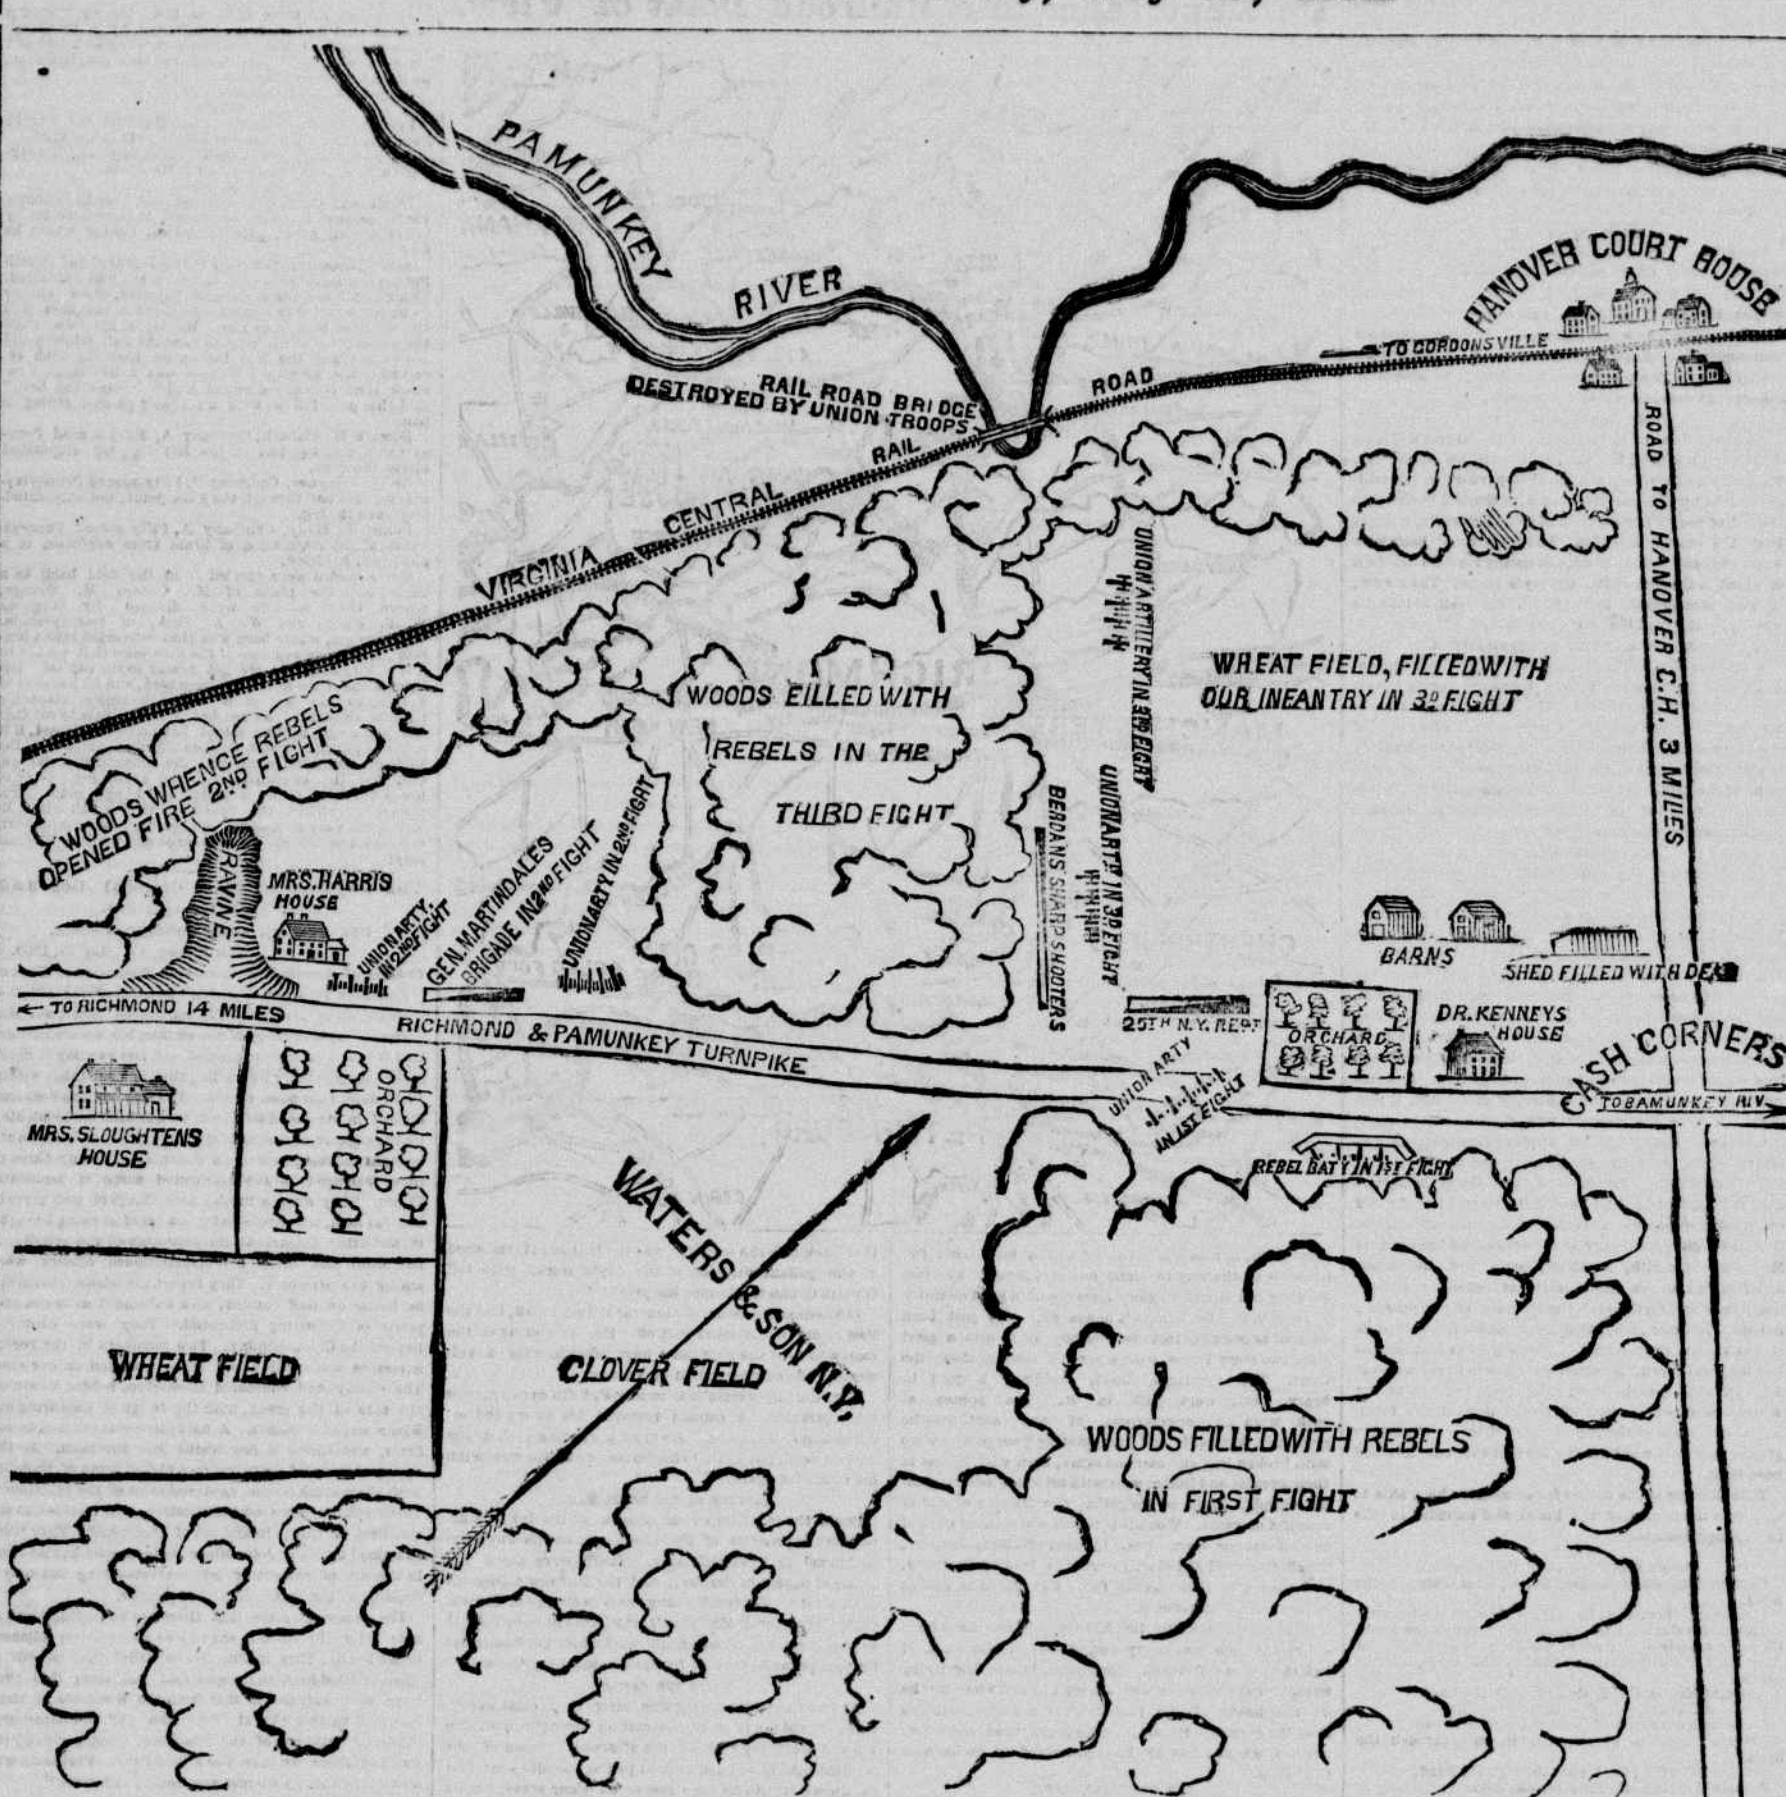 PAMUNKEY
RIVER
HANOVER COURT HOUSE
TO GORDONSVILLE
RAIL ROAD BRIDGE
DESTROYED BY UNION TROOPS
VIRGINIA CENTRAL RAIL ROAD
ROAD TO HANOVER C.H. 3 MILES
UNION ARTILLERY IN 3RD FIGHT
WHEAT FIELD, FILLED WITH
OUR INFANTRY IN 3D FIGHT
WOODS FILLED WITH
REBELS IN THE
THIRD FIGHT
WOODS WHENCE REBELS
OPENED FIRE 2ND FIGHT
RAVINE
MRS. HARRIS
HOUSE
UNION ARTY.
IN 2ND FIGHT
GEN. MARTINDALES
BRIGADE IN 2ND FIGHT
UNION ARTY IN 2ND FIGHT
BERDANS SHARP SHOOTERS
UNION ARTY IN 3D FIGHT
BARNS
SHED FILLED WITH DEAD
25TH N.Y. REGT
ORCHARD
DR. KENNEYS
HOUSE
CASH CORNERS
← TO RICHMOND 14 MILES
RICHMOND & PAMUNKEY TURNPIKE
UNION ARTY
IN 1ST FIGHT
TO PAMUNKEY RIV
REBEL BATY IN 1ST FIGHT
MRS. SLOUGHTENS
HOUSE
ORCHARD
WATERS & SON N.Y.
WHEAT FIELD
CLOVER FIELD
WOODS FILLED WITH REBELS
IN FIRST FIGHT